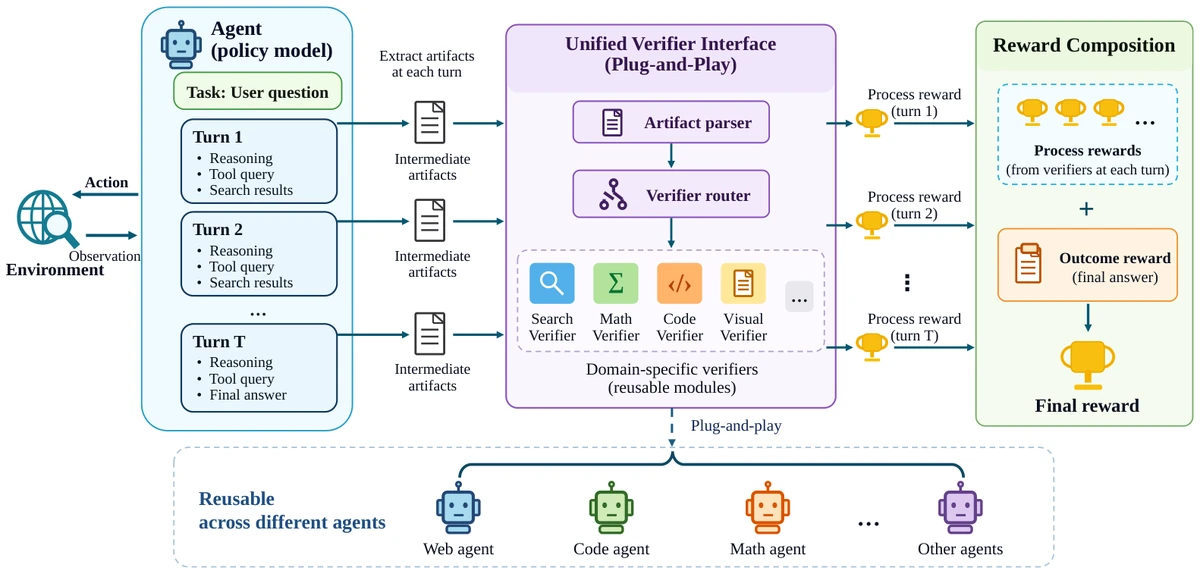 Agent
(policy model)
Task: User question
Turn 1
• Reasoning
• Tool query
• Search results
Turn 2
• Reasoning
• Tool query
• Search results
...
Turn T
• Reasoning
• Tool query
• Final answer
Action
Observation
Environment
Extract artifacts
at each turn
Intermediate
artifacts
Intermediate
artifacts
Intermediate
artifacts
Unified Verifier Interface
(Plug-and-Play)
Artifact parser
Verifier router
Σ
</>
...
Search
Verifier
Math
Verifier
Code
Verifier
Visual
Verifier
Domain-specific verifiers
(reusable modules)
Process reward
(turn 1)
Process reward
(turn 2)
⋮
Process reward
(turn T)
Reward Composition
...
Process rewards
(from verifiers at each turn)
+
Outcome reward
(final answer)
Final reward
Plug-and-play
Reusable
across different agents
Web agent
Code agent
Math agent
...
Other agents